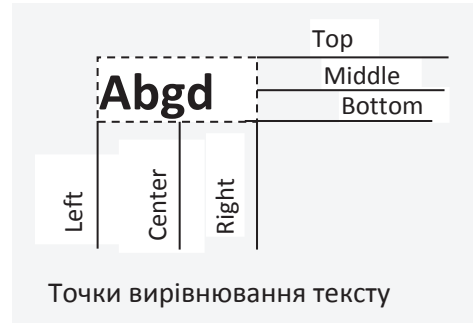 Top
Middle
Abgd
Bottom
Left
Center
Right
Точки вирівнювання тексту